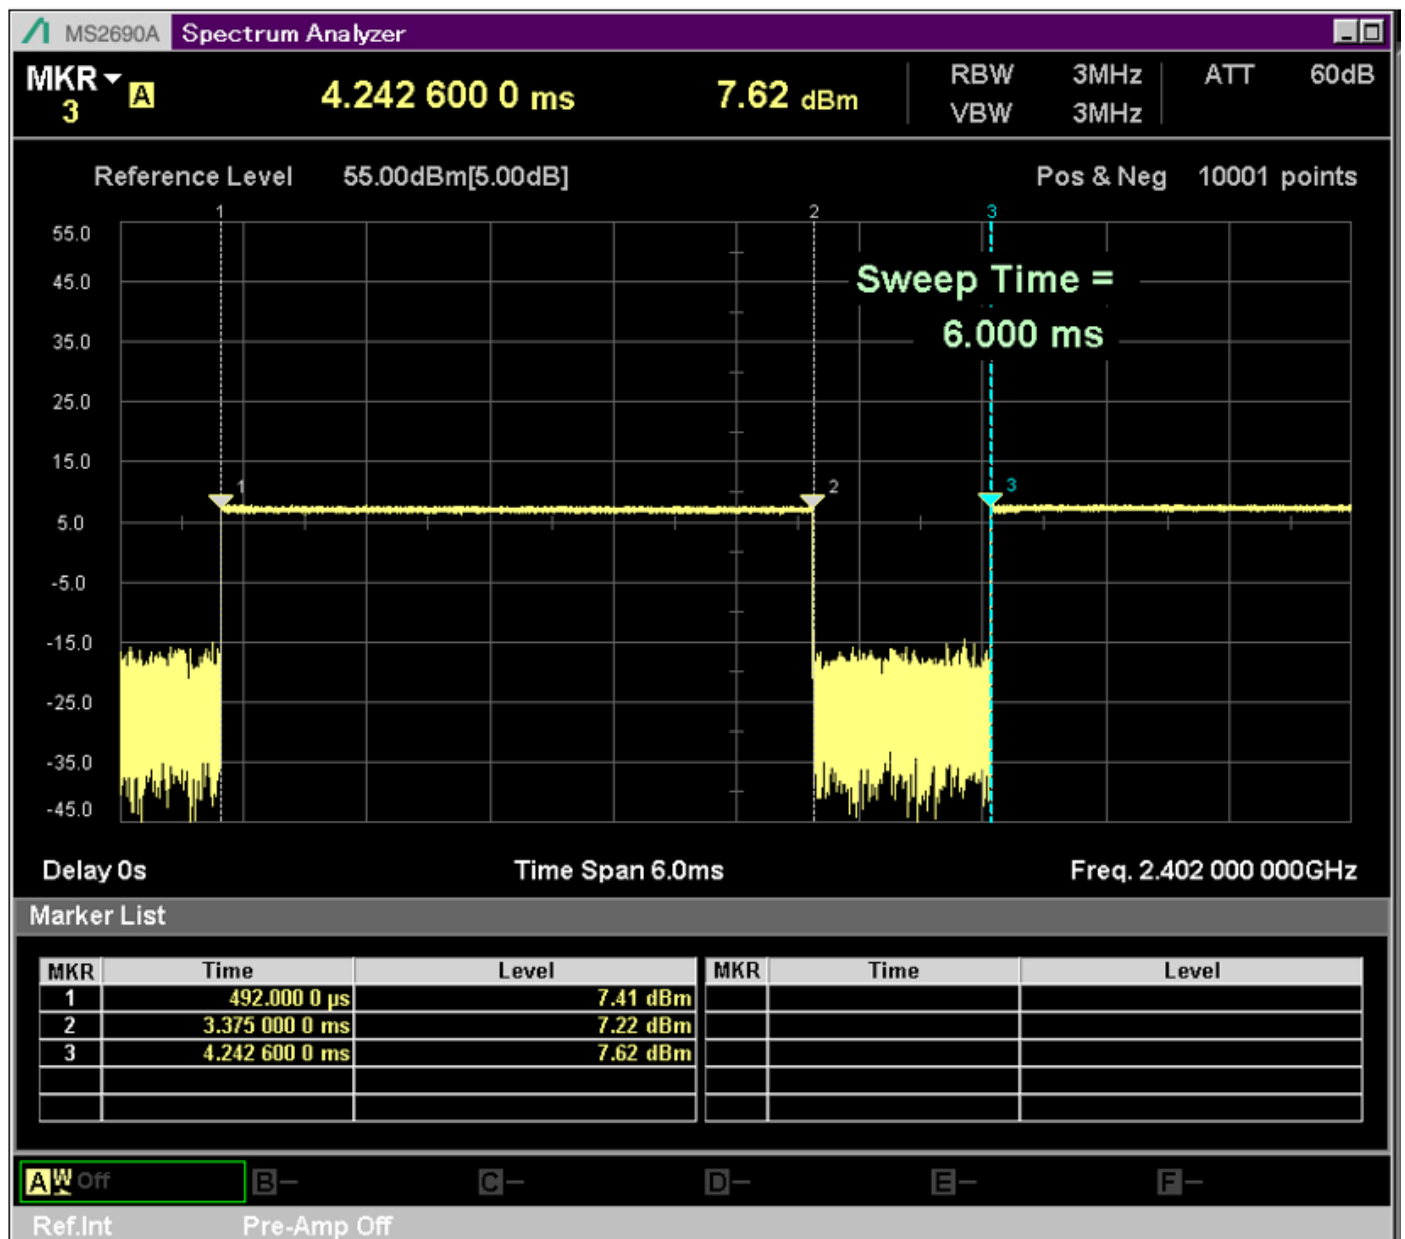 MS2690A Spectrum Analyzer
MKR A 4.242 600 0 ms 7.62 dBm RBW 3MHz ATT 60dB
3 VBW 3MHz
Reference Level 55.00dBm[5.00dB] Pos & Neg 10001 points
1 2 3
55.0
Sweep Time =
45.0
6.000 ms
35.0
25.0
15.0
1 2 3
5.0
-5.0
-15.0
-25.0
-35.0
-45.0
Delay 0s Time Span 6.0ms Freq. 2.402 000 000GHz
Marker List
MKR Time Level MKR Time Level
1 492.000 0 µs 7.41 dBm
2 3.375 000 0 ms 7.22 dBm
3 4.242 600 0 ms 7.62 dBm
A W Off B- C- D- E- F-
Ref.Int Pre-Amp Off